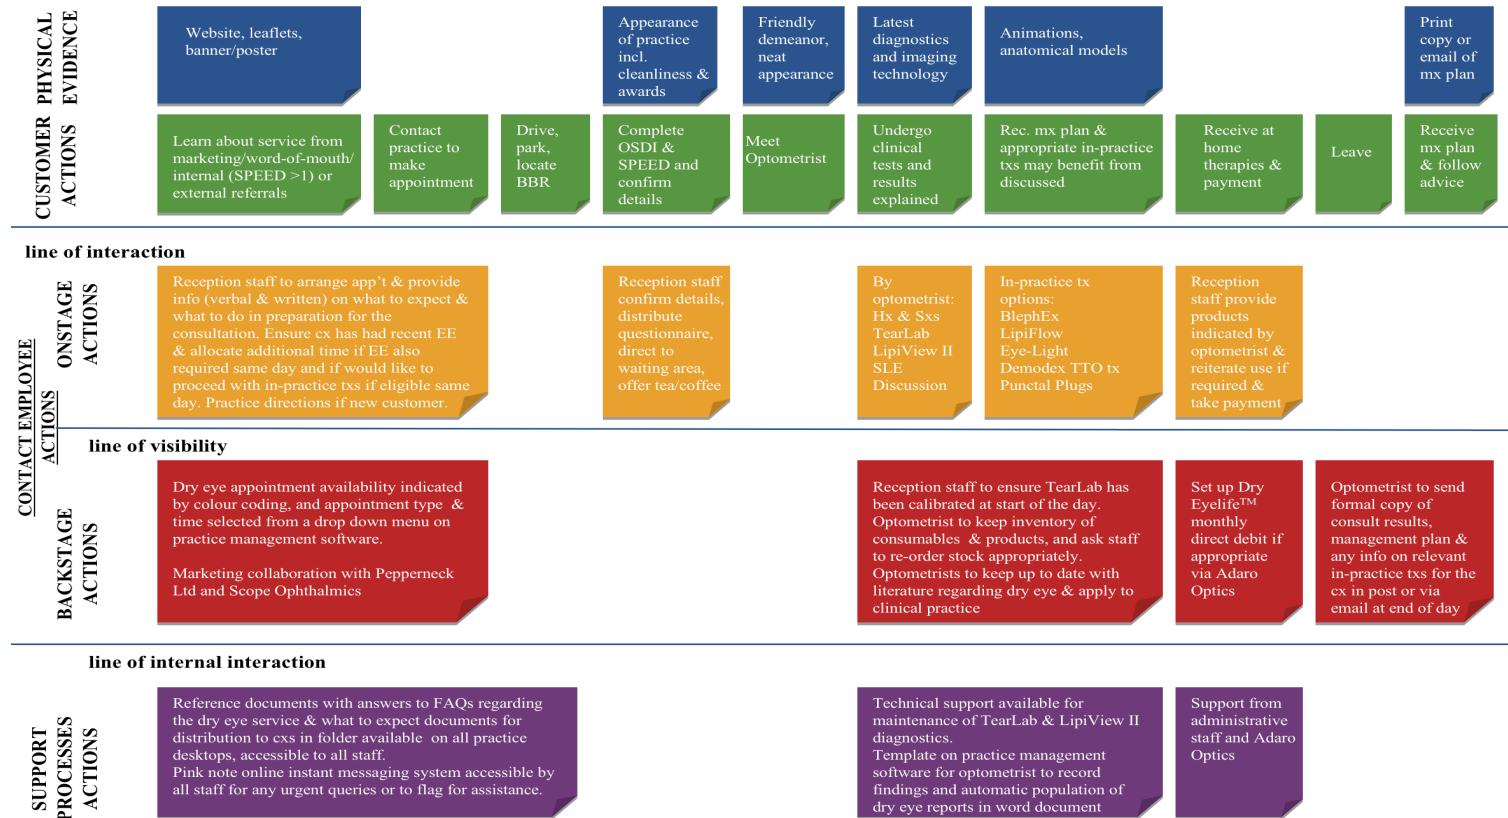 PHYSICAL
EVIDENCE
Website, leaflets,
banner/poster
Appearance
of practice
incl.
cleanliness &
awards
Friendly
demeanor,
neat
appearance
Latest
diagnostics
and imaging
technology
Animations,
anatomical models
Print
copy or
email of
mx plan
CUSTOMER
ACTIONS
Learn about service from
marketing/word-of-mouth/
internal (SPEED >1) or
external referrals
Contact
practice to
make
appointment
Drive,
park,
locate
BBR
Complete
OSDI &
SPEED and
confirm
details
Meet
Optometrist
Undergo
clinical
tests and
results
explained
Rec. mx plan &
appropriate in-practice
txs may benefit from
discussed
Receive at
home
therapies &
payment
Leave
Receive
mx plan
& follow
advice
line of interaction
CONTACT EMPLOYEE
ACTIONS
ONSTAGE
ACTIONS
Reception staff to arrange app't & provide
info (verbal & written) on what to expect &
what to do in preparation for the
consultation. Ensure cx has had recent EE
& allocate additional time if EE also
required same day and if would like to
proceed with in-practice txs if eligible same
day. Practice directions if new customer.
Reception staff
confirm details,
distribute
questionnaire,
direct to
waiting area,
offer tea/coffee
By
optometrist:
Hx & Sxs
TearLab
LipiView II
SLE
Discussion
In-practice tx
options:
BlephEx
LipiFlow
Eye-Light
Demodex TTO tx
Punctal Plugs
Reception
staff provide
products
indicated by
optometrist &
reiterate use if
required &
take payment
line of visibility
BACKSTAGE
ACTIONS
Dry eye appointment availability indicated
by colour coding, and appointment type &
time selected from a drop down menu on
practice management software.
Marketing collaboration with Pepperneck
Ltd and Scope Ophthalmics
Reception staff to ensure TearLab has
been calibrated at start of the day.
Optometrist to keep inventory of
consumables & products, and ask staff
to re-order stock appropriately.
Optometrists to keep up to date with
literature regarding dry eye & apply to
clinical practice
Set up Dry
Eyelife™
monthly
direct debit if
appropriate
via Adaro
Optics
Optometrist to send
formal copy of
consult results,
management plan &
any info on relevant
in-practice txs for the
cx in post or via
email at end of day
line of internal interaction
SUPPORT
PROCESSES
ACTIONS
Reference documents with answers to FAQs regarding
the dry eye service & what to expect documents for
distribution to cxs in folder available on all practice
desktops, accessible to all staff.
Pink note online instant messaging system accessible by
all staff for any urgent queries or to flag for assistance.
Technical support available for
maintenance of TearLab & LipiView II
diagnostics.
Template on practice management
software for optometrist to record
findings and automatic population of
dry eye reports in word document
Support from
administrative
staff and Adaro
Optics